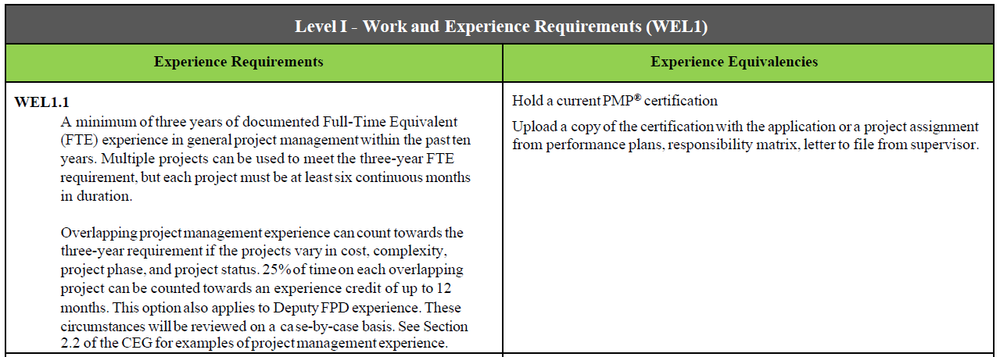 Level I - Work and Experience Requirements (WEL1)
Experience Requirements
Experience Equivalencies
WEL1.1
A minimum of three years of documented Full-Time Equivalent
(FTE) experience in general project management within the past ten
years. Multiple projects can be used to meet the three-year FTE
requirement, but each project must be at least six continuous months
in duration.
Overlapping project management experience can count towards the
three-year requirement if the projects vary in cost, complexity,
project phase, and project status. 25% of time on each overlapping
project can be counted towards an experience credit of up to 12
months. This option also applies to Deputy FPD experience. These
circumstances will be reviewed on a case-by-case basis. See Section
2.2 of the CEG for examples of project management experience.
Hold a current PMP® certification
Upload a copy of the certification with the application or a project assignment
from performance plans, responsibility matrix, letter to file from supervisor.